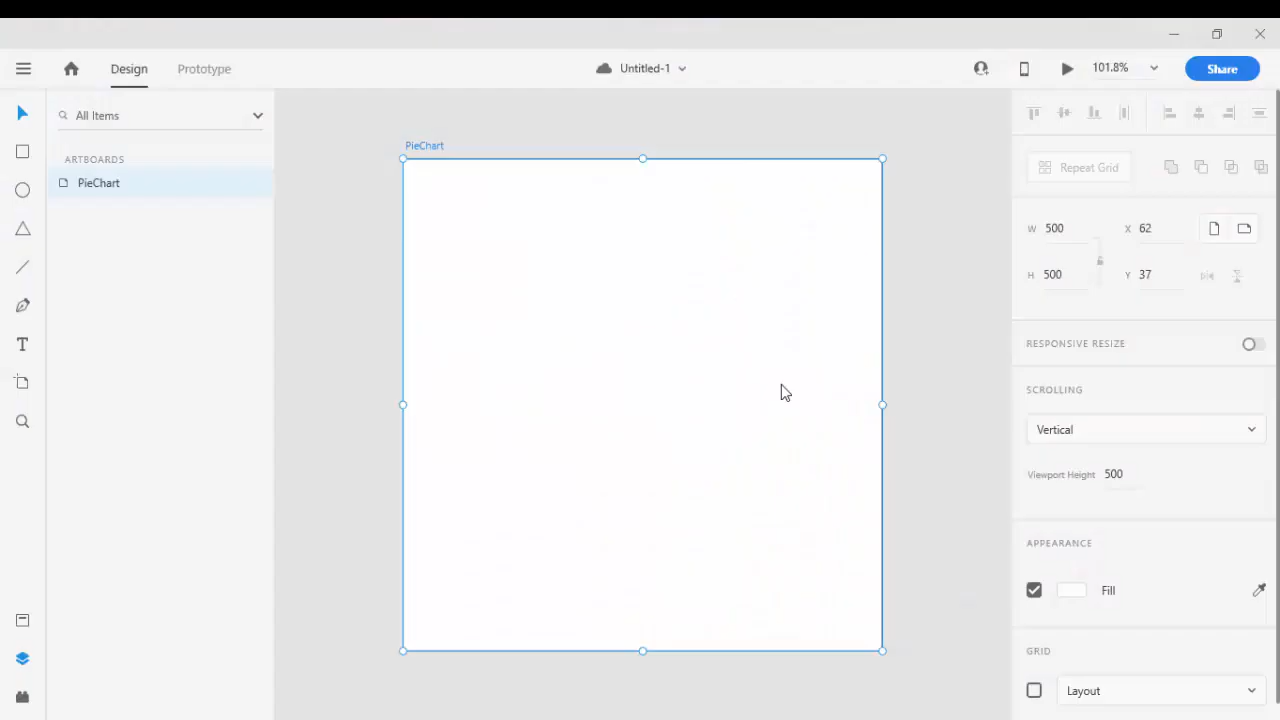 Design
Prototype
Untitled-1
101.8%
Share
All Items
ARTBOARDS
PieChart
PieChart
Repeat Grid
W 500
X 62
H 500
Y 37
RESPONSIVE RESIZE
SCROLLING
Vertical
Viewport Height 500
APPEARANCE
Fill
GRID
Layout
T